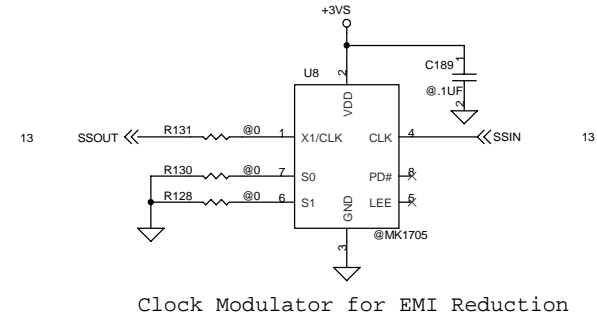 +3VS
C189
1
U8
2
@.1UF
2
VDD
13 SSOUT R131 @0 1 X1/CLK CLK 4 SSIN 13
R130 @0 7 S0 PD# 8
R128 @0 6 S1 LEE 5
GND
@MK1705
3
Clock Modulator for EMI Reduction